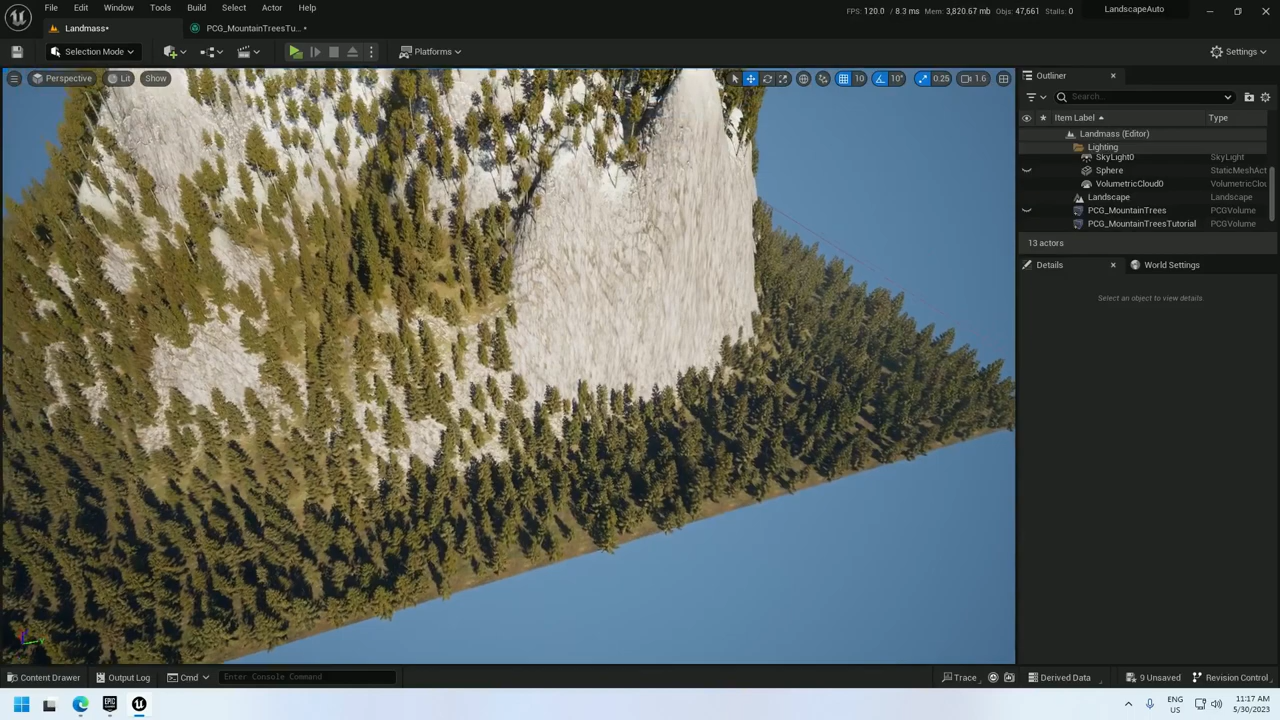 File Edit Window Tools Build Select Actor Help
FPS: 120.0 / 8.3 ms Mem: 3,820.67 mb Objs: 47,661 Stalls: 0
LandscapeAuto
Landmass*
PCG_MountainTreesTu... *
Selection Mode
Platforms
Settings
Perspective Lit Show
10 10° 0.25 1.6
Outliner
Search...
Item Label Type
Landmass (Editor)
Lighting
SkyLight0 SkyLight
Sphere StaticMeshAct
VolumetricCloud0 VolumetricClou
Landscape Landscape
PCG_MountainTrees PCGVolume
PCG_MountainTreesTutorial PCGVolume
13 actors
Details World Settings
Select an object to view details
Content Drawer Output Log Cmd Enter Console Command
Trace Derived Data 9 Unsaved Revision Control
ENG
US
11:17 AM
5/30/2023